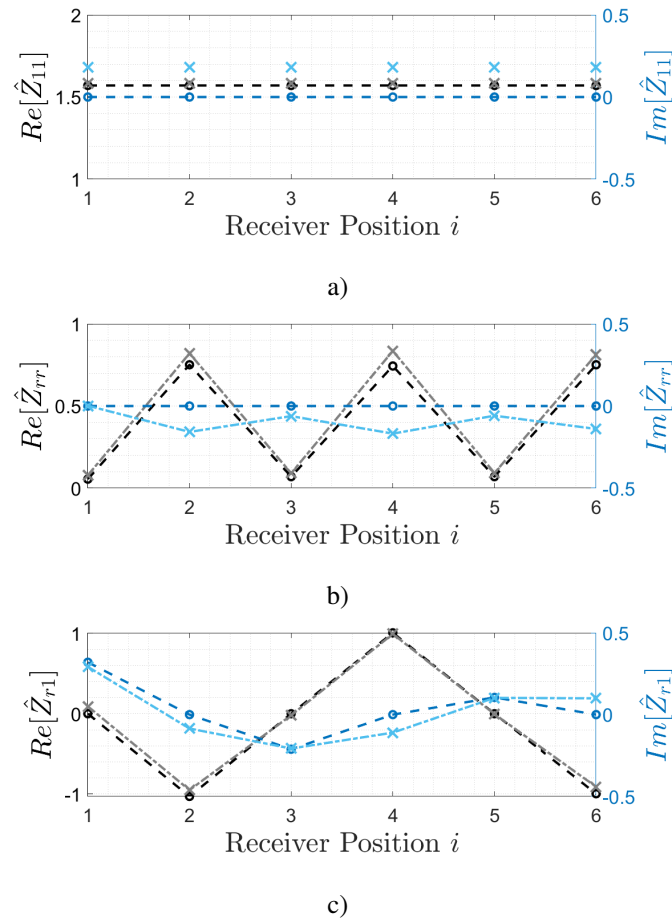 2 0.5
Re[Ẑ₁₁] 1.5 0 Im[Ẑ₁₁]
1 -0.5
1 2 3 4 5 6
Receiver Position i
a)
1 0.5
Re[Ẑᵣᵣ] 0.5 0 Im[Ẑᵣᵣ]
0 -0.5
1 2 3 4 5 6
Receiver Position i
b)
1 0.5
Re[Ẑᵣ₁] 0 0 Im[Ẑᵣ₁]
-1 -0.5
1 2 3 4 5 6
Receiver Position i
c)